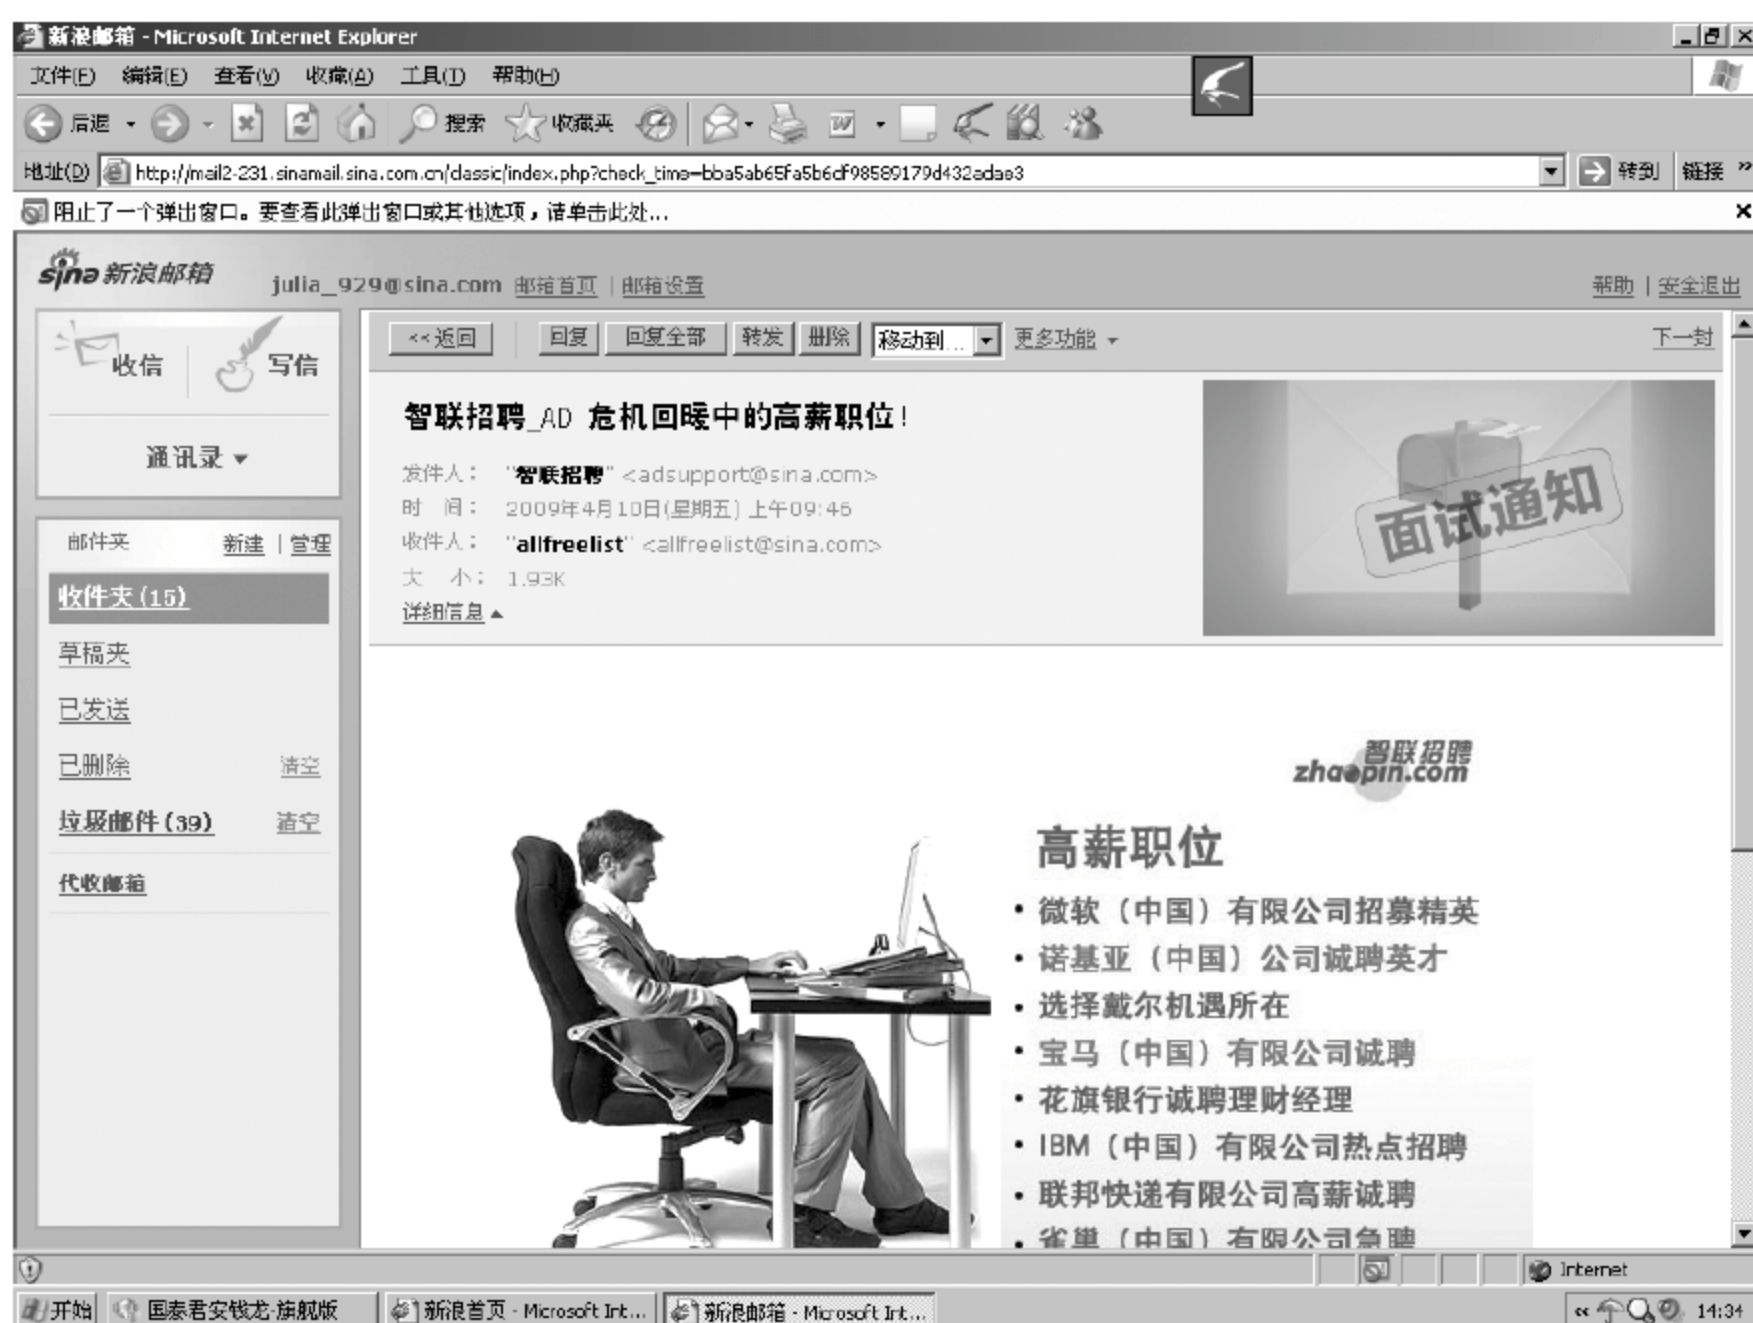 新浪邮箱 - Microsoft Internet Explorer
文件(F) 编辑(E) 查看(V) 收藏(A) 工具(T) 帮助(H)
后退 搜索 收藏夹
地址(D) http://mail2-231.sinamail.sina.com.cn/classic/index.php?check_time=bba5ab65fa5b6df98589179d432adae3 转到 链接 »
阻止了一个弹出窗口。要查看此弹出窗口或其他选项，请单击此处... ×
sina 新浪邮箱 julia_929@sina.com 邮箱首页 | 邮箱设置 帮助 | 安全退出
收信 写信
通讯录
<<返回 回复 回复全部 转发 删除 移动到... 更多功能 下一封
智联招聘_AD 危机回暖中的高薪职位!
发件人： "智联招聘" <adsupport@sina.com>
时 间： 2009年4月10日(星期五) 上午09:46
收件人： "allfreelist" <allfreelist@sina.com>
大 小： 1.93K
详细信息
面试通知
邮件夹 新建 | 管理
收件夹(15)
草稿夹
已发送
已删除 清空
垃圾邮件(39) 清空
代收邮箱
智联招聘
zhaopin.com
高薪职位
• 微软（中国）有限公司招募精英
• 诺基亚（中国）公司诚聘英才
• 选择戴尔机遇所在
• 宝马（中国）有限公司诚聘
• 花旗银行诚聘理财经理
• IBM（中国）有限公司热点招聘
• 联邦快递有限公司高薪诚聘
• 雀巢（中国）有限公司急聘
Internet
开始 国泰君安钱龙-旗舰版 新浪首页 - Microsoft Int... 新浪邮箱 - Microsoft Int... « 14:34